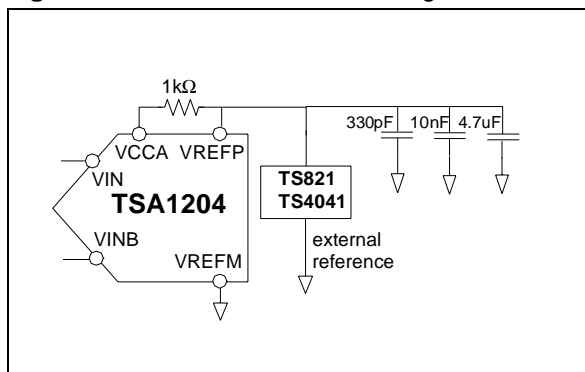 1kΩ
330pF 10nF 4.7uF
VCCA VREFP
VIN
TS821
TS4041
TSA1204
VINB
external
reference
VREFM